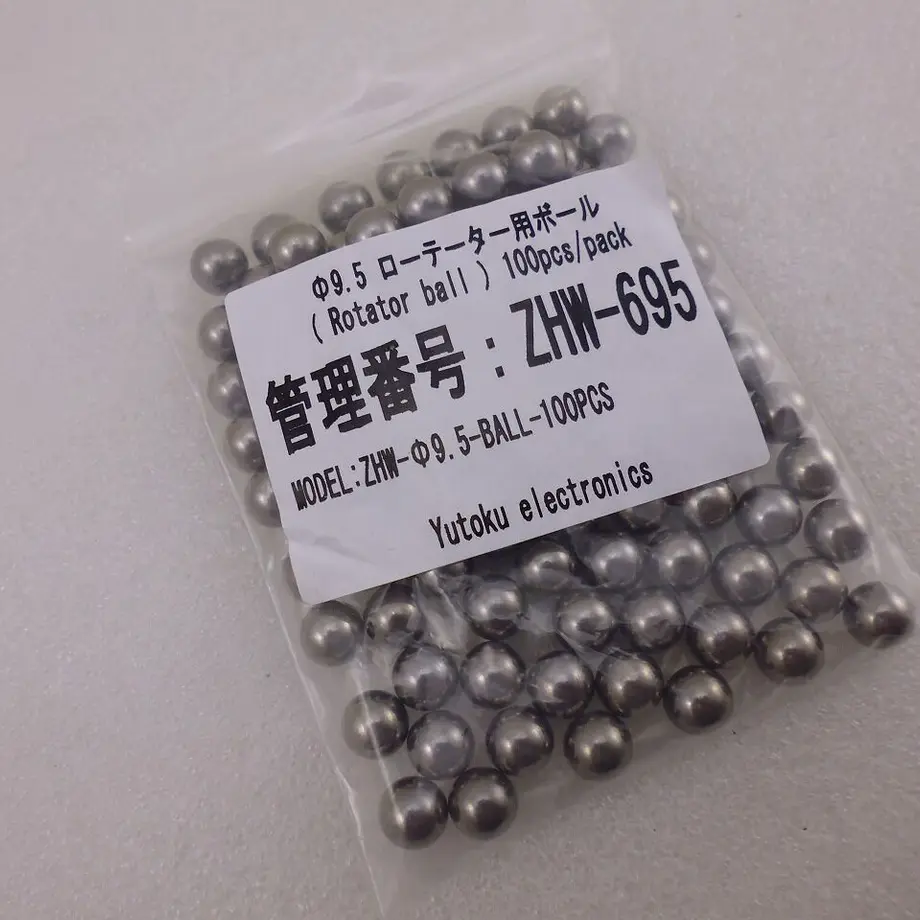 Φ9.5 ローテーター用ボール
( Rotator ball ) 100pcs/pack
管理番号：ZHW-695
MODEL:ZHW-Φ9.5-BALL-100PCS
Yutoku electronics